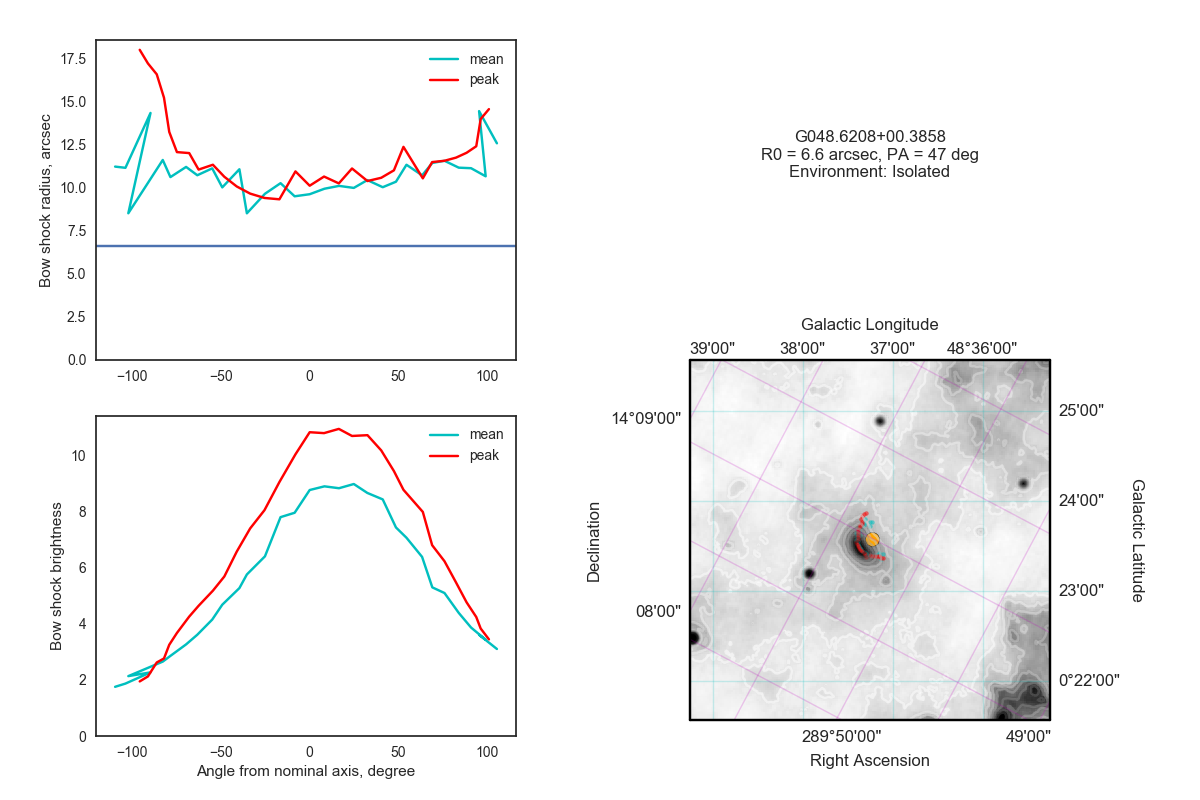 17.5
15.0
12.5
10.0
7.5
5.0
2.5
0.0
Bow shock radius, arcsec
mean
peak
−100
−50
0
50
100
10
8
6
4
2
0
Bow shock brightness
mean
peak
−100
−50
0
50
100
Angle from nominal axis, degree
G048.6208+00.3858
R0 = 6.6 arcsec, PA = 47 deg
Environment: Isolated
Galactic Longitude
39'00" 38'00" 37'00" 48°36'00"
14°09'00"
08'00"
Declination
25'00"
24'00"
23'00"
0°22'00"
Galactic Latitude
289°50'00" 49'00"
Right Ascension